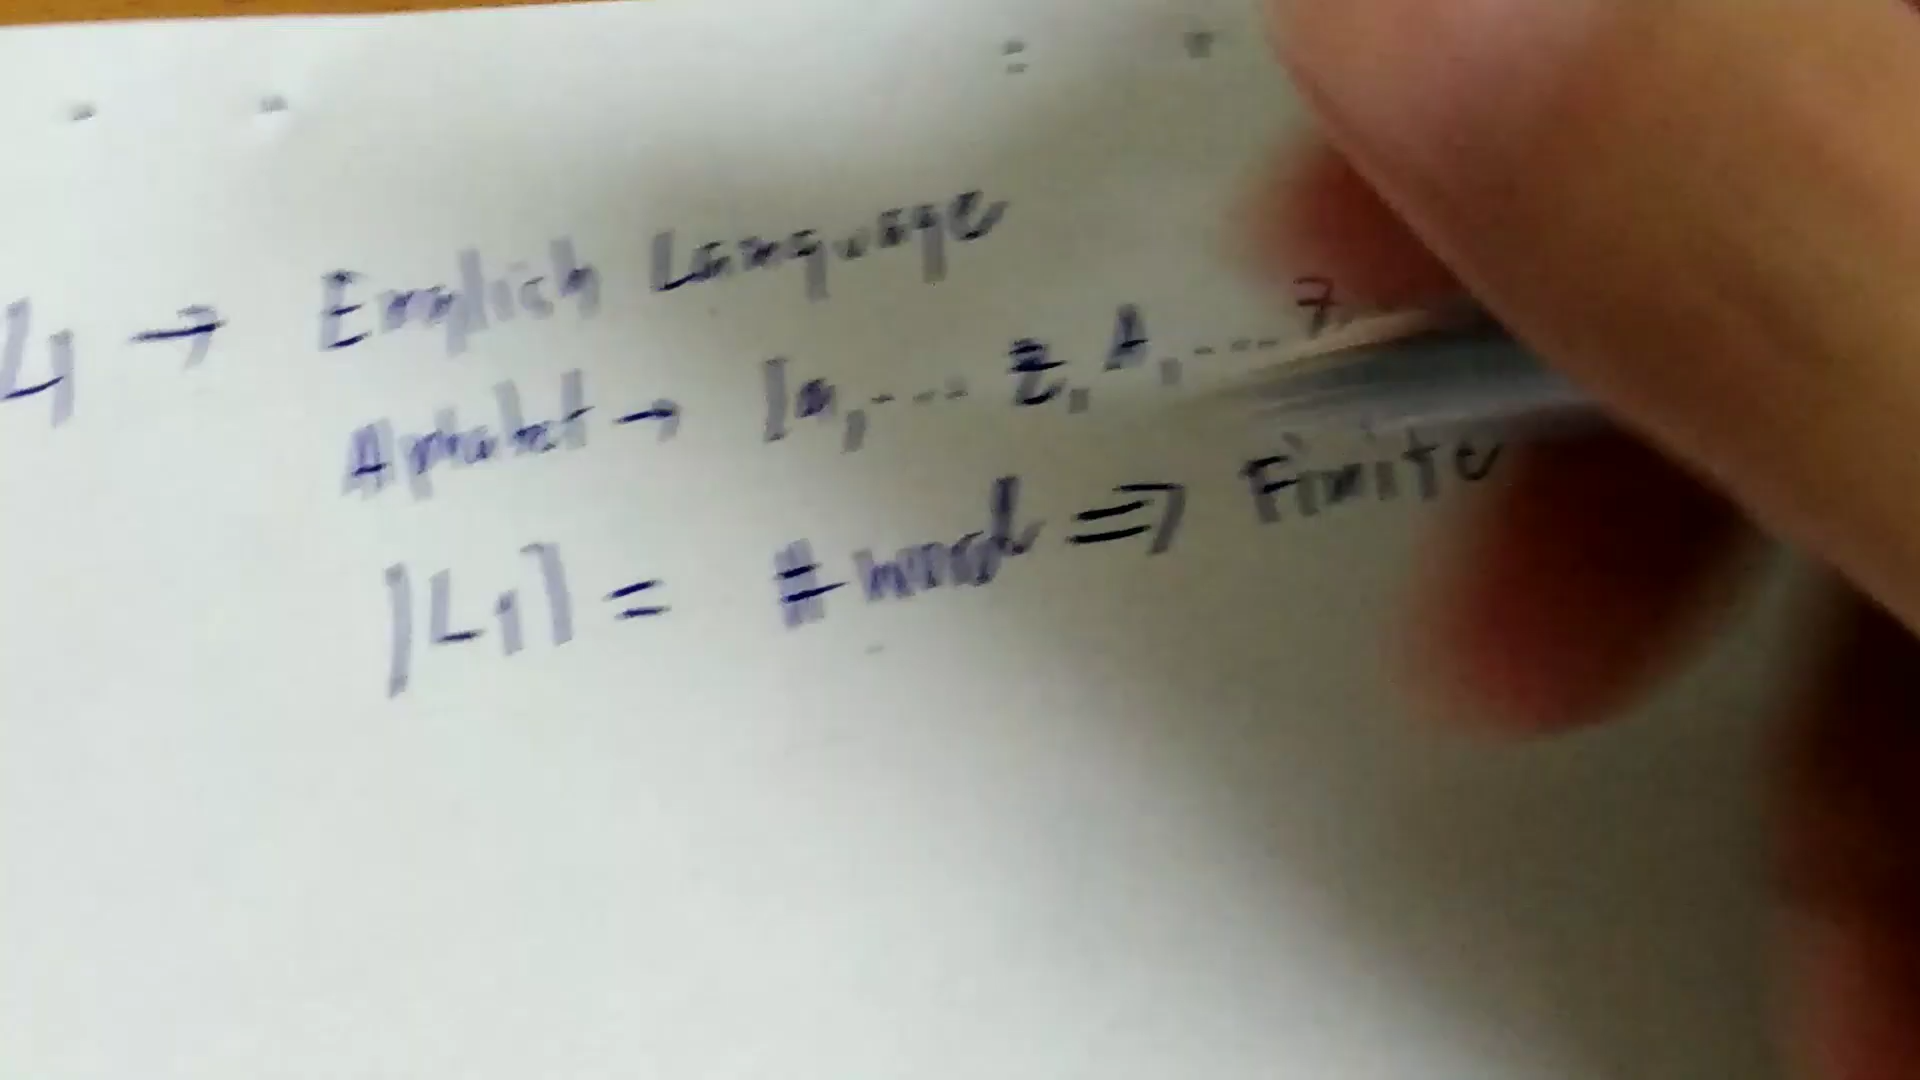 L1 → English Language
Alphabet → {a,---- z, A, ---- Z
|L1| = # word ⇒ Finite